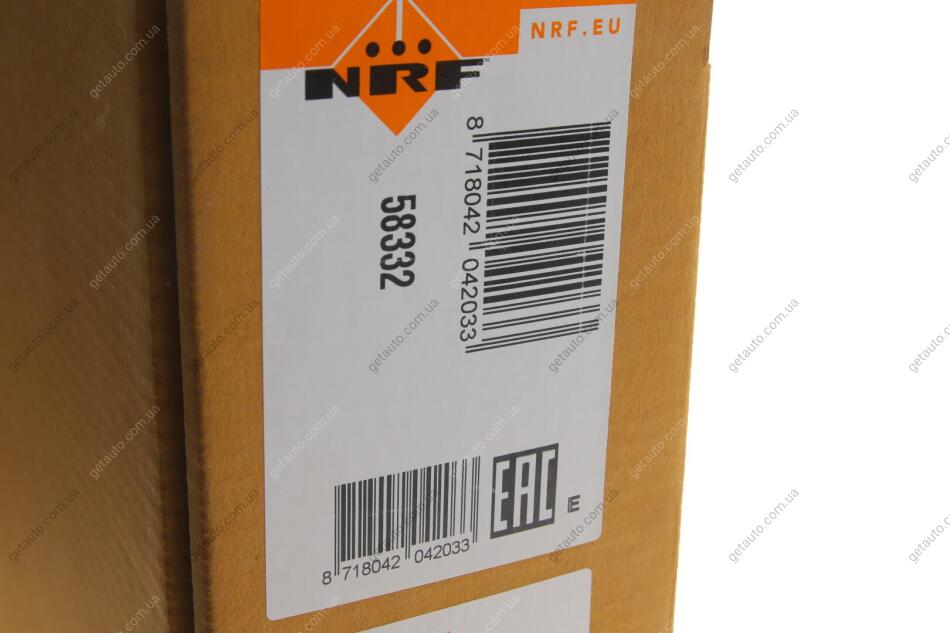 NRF.EU
NRF
8 718042 042033
58332
EAC
E
8 718042 042033
getauto.com.ua